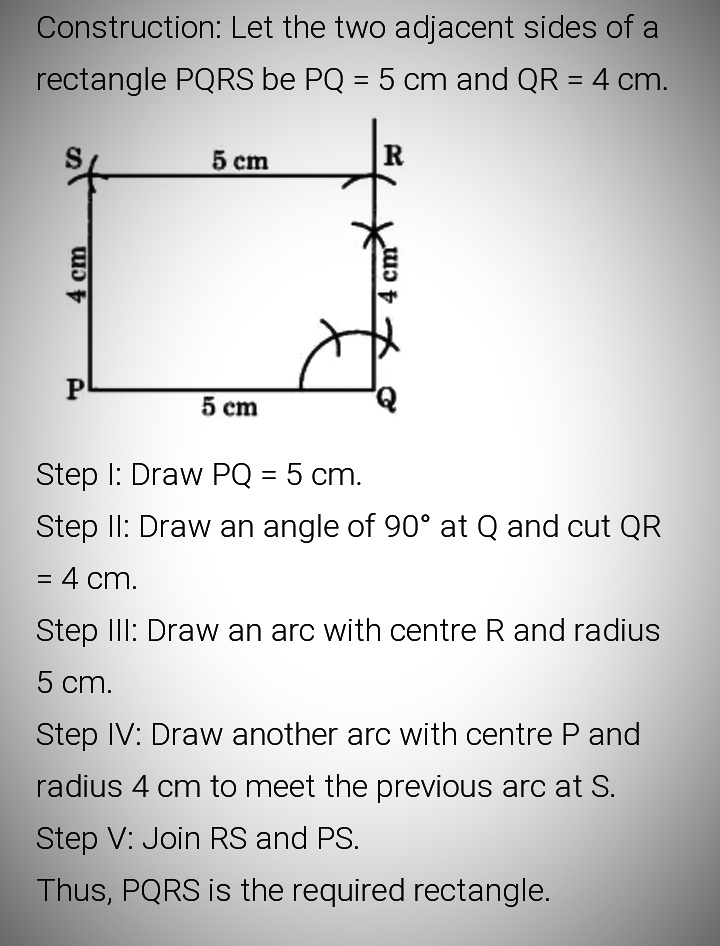 Construction: Let the two adjacent sides of a
rectangle PQRS be PQ = 5 cm and QR = 4 cm.
S 5 cm R
4 cm 4 cm
P 5 cm Q
Step I: Draw PQ = 5 cm.
Step II: Draw an angle of 90° at Q and cut QR
= 4 cm.
Step III: Draw an arc with centre R and radius
5 cm.
Step IV: Draw another arc with centre P and
radius 4 cm to meet the previous arc at S.
Step V: Join RS and PS.
Thus, PQRS is the required rectangle.